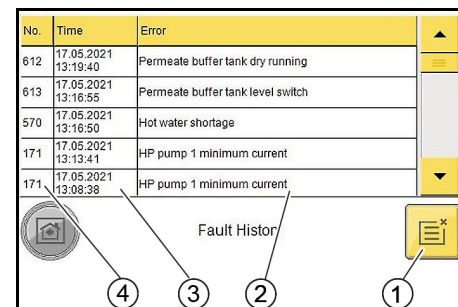 No. Time Error
612 17.05.2021 13:19:40 Permeate buffer tank dry running
613 17.05.2021 13:16:55 Permeate buffer tank level switch
570 17.05.2021 13:16:50 Hot water shortage
171 17.05.2021 13:13:41 HP pump 1 minimum current
171 17.05.2021 13:08:38 HP pump 1 minimum current
Fault Histor
4 3 2 1